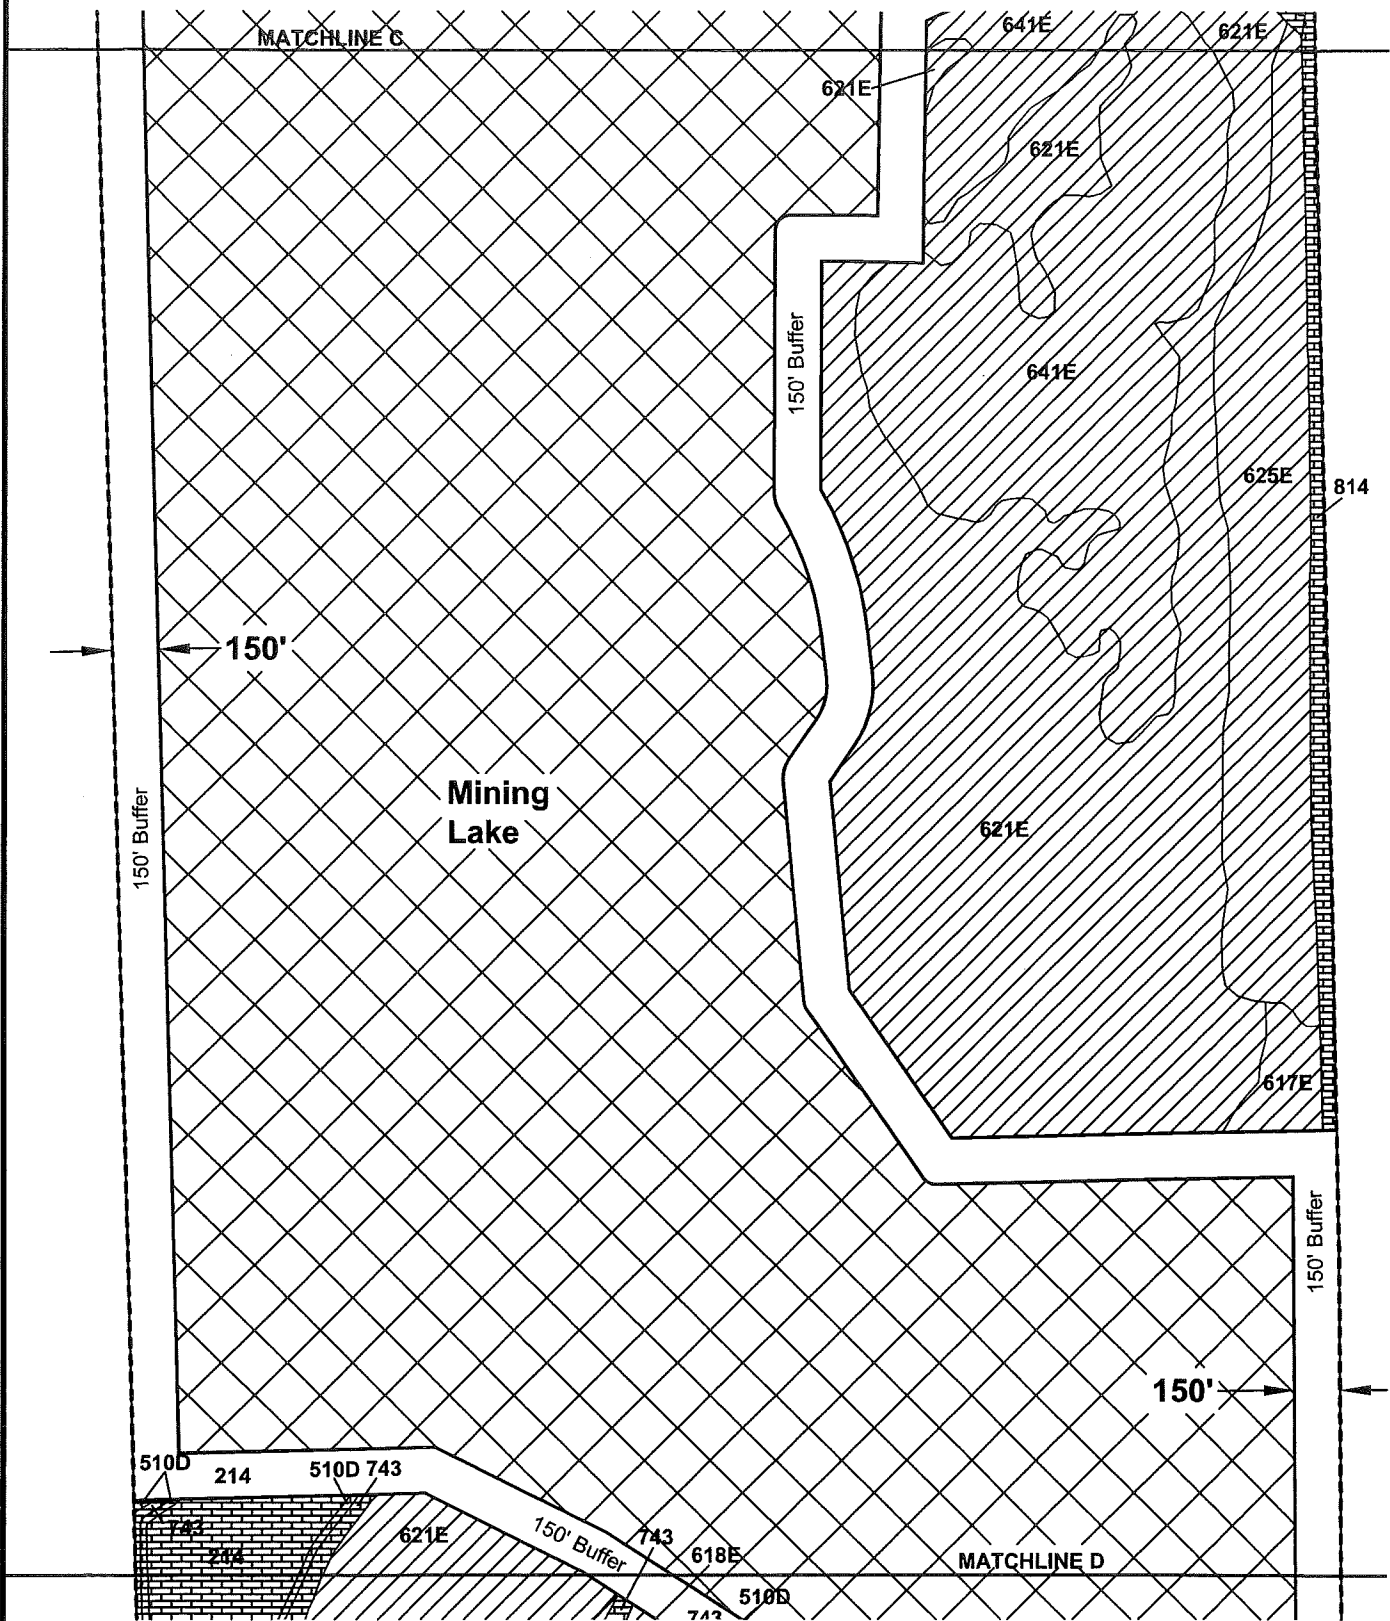 641E
621E
MATCHLINE C
621E
621E
150' Buffer
641E
625E
814
150'
150' Buffer
Mining
Lake
621E
617E
150' Buffer
150'
510D
214
510D 743
743
214
621E
150' Buffer
743
618E
MATCHLINE D
510D
743